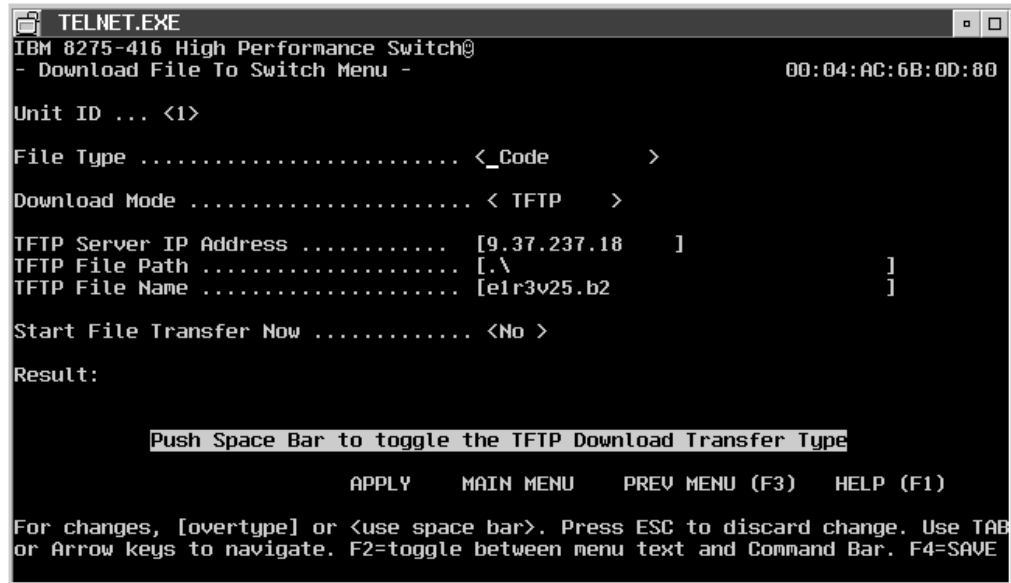 TELNET.EXE
IBM 8275-416 High Performance Switch®
- Download File To Switch Menu - 00:04:AC:6B:0D:80
Unit ID ... <1>
File Type .......................... <_Code >
Download Mode ....................... < TFTP >
TFTP Server IP Address ............ [9.37.237.18 ]
TFTP File Path ..................... [.\ ]
TFTP File Name ..................... [e1r3v25.b2 ]
Start File Transfer Now ............. <No >
Result:
Push Space Bar to toggle the TFTP Download Transfer Type
APPLY MAIN MENU PREV MENU (F3) HELP (F1)
For changes, [overtype] or <use space bar>. Press ESC to discard change. Use TAB
or Arrow keys to navigate. F2=toggle between menu text and Command Bar. F4=SAVE